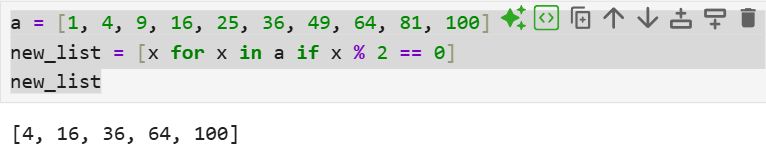 a = [1, 4, 9, 16, 25, 36, 49, 64, 81, 100]
new_list = [x for x in a if x % 2 == 0]
new_list
[4, 16, 36, 64, 100]